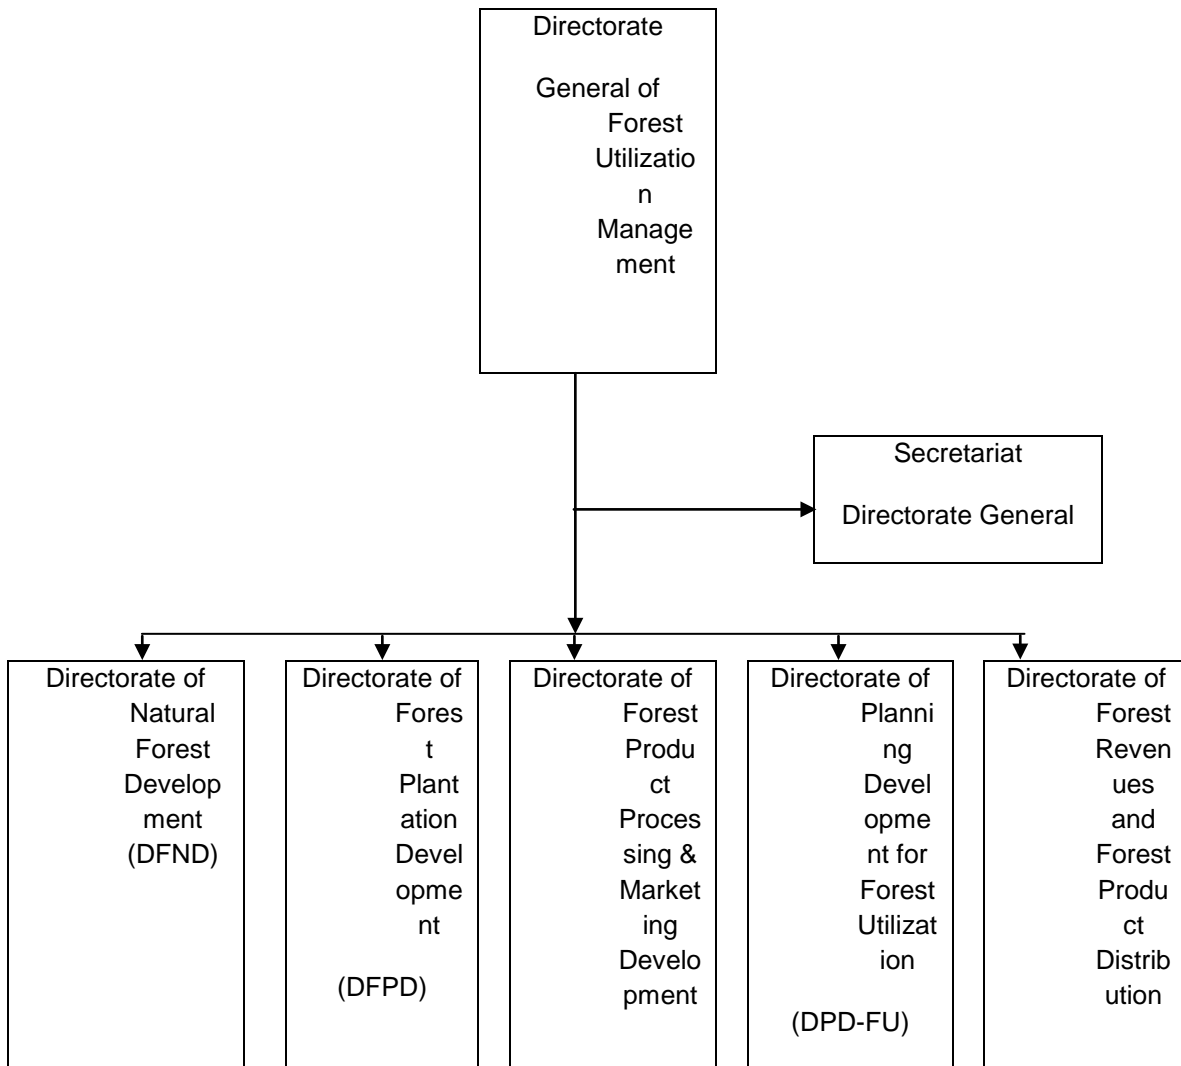 Directorate
General of
Forest
Utilizatio
n
Manage
ment
Secretariat
Directorate General
Directorate of
Natural
Forest
Develop
ment
(DFND)
Directorate of
Fores
t
Plant
ation
Devel
opme
nt
(DFPD)
Directorate of
Forest
Produ
ct
Proces
sing &
Market
ing
Develo
pment
Directorate of
Planni
ng
Devel
opme
nt for
Forest
Utilizat
ion
(DPD-FU)
Directorate of
Forest
Reven
ues
and
Forest
Produ
ct
Distrib
ution